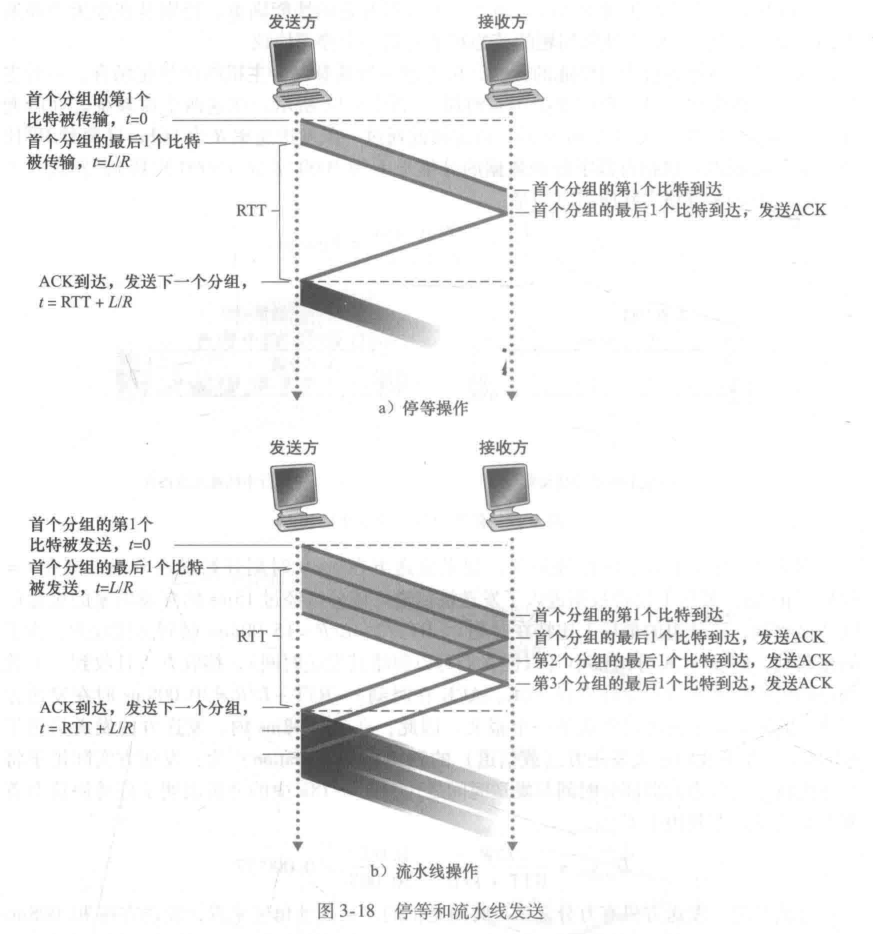 发送方
接收方
首个分组的第1个
比特被传输，t=0
首个分组的最后1个比特
被传输，t=L/R
首个分组的第1个比特到达
首个分组的最后1个比特到达，发送ACK
RTT
ACK到达，发送下一个分组，
t = RTT + L/R
a）停等操作
发送方
接收方
首个分组的第1个
比特被发送，t=0
首个分组的最后1个比特
被发送，t=L/R
首个分组的第1个比特到达
首个分组的最后1个比特到达，发送ACK
第2个分组的最后1个比特到达，发送ACK
第3个分组的最后1个比特到达，发送ACK
RTT
ACK到达，发送下一个分组，
t = RTT + L/R
b）流水线操作
图 3-18 停等和流水线发送